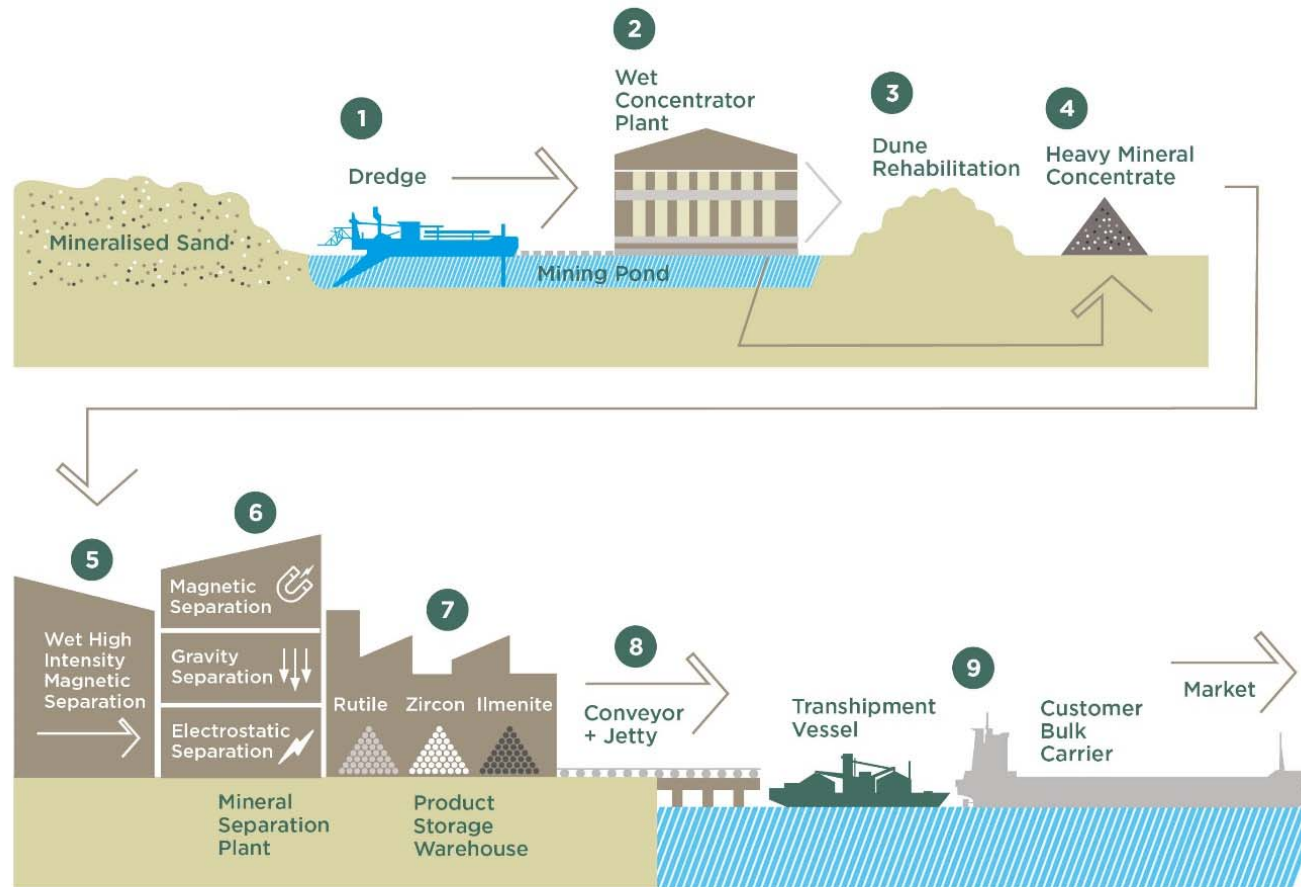 1
Dredge
2
Wet
Concentrator
Plant
3
Dune
Rehabilitation
4
Heavy Mineral
Concentrate
Mineralised Sand
Mining Pond
5
Wet High
Intensity
Magnetic
Separation
6
Magnetic
Separation
Gravity
Separation
Electrostatic
Separation
Mineral
Separation
Plant
7
Rutile
Zircon
Ilmenite
Product
Storage
Warehouse
8
Conveyor
+ Jetty
Transhipment
Vessel
9
Customer
Bulk
Carrier
Market